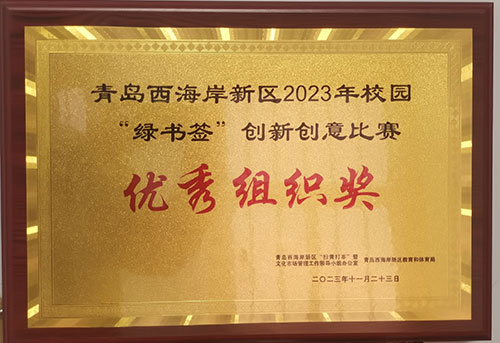 青岛西海岸新区2023年校园
“绿书签”创新创意比赛
优秀组织奖
青岛西海岸新区“扫黄打非”暨
文化市场管理工作领导小组办公室 青岛西海岸新区教育和体育局
二〇二三年十一月二十三日